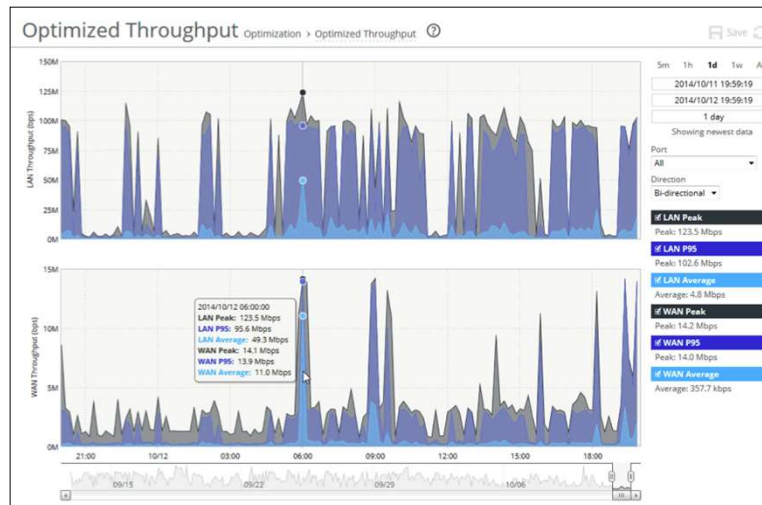 Optimized Throughput Optimization > Optimized Throughput ?
Save
150M
125M
100M
75M
50M
25M
0M
LAN Throughput (bps)
15M
10M
5M
0M
WAN Throughput (bps)
2014/10/12 06:00:00
LAN Peak: 123.5 Mbps
LAN P95: 95.6 Mbps
LAN Average: 49.3 Mbps
WAN Peak: 14.1 Mbps
WAN P95: 13.9 Mbps
WAN Average: 11.0 Mbps
21:00 10/12 03:00 06:00 09:00 12:00 15:00 18:00
09/15 09/22 09/29 10/06
5m 1h 1d 1w
2014/10/11 19:59:19
2014/10/12 19:59:19
1 day
Showing newest data
Port
All
Direction
Bi-directional
LAN Peak
Peak: 123.5 Mbps
LAN P95
Peak: 102.6 Mbps
LAN Average
Average: 4.8 Mbps
WAN Peak
Peak: 14.2 Mbps
WAN P95
Peak: 14.0 Mbps
WAN Average
Average: 357.7 kbps